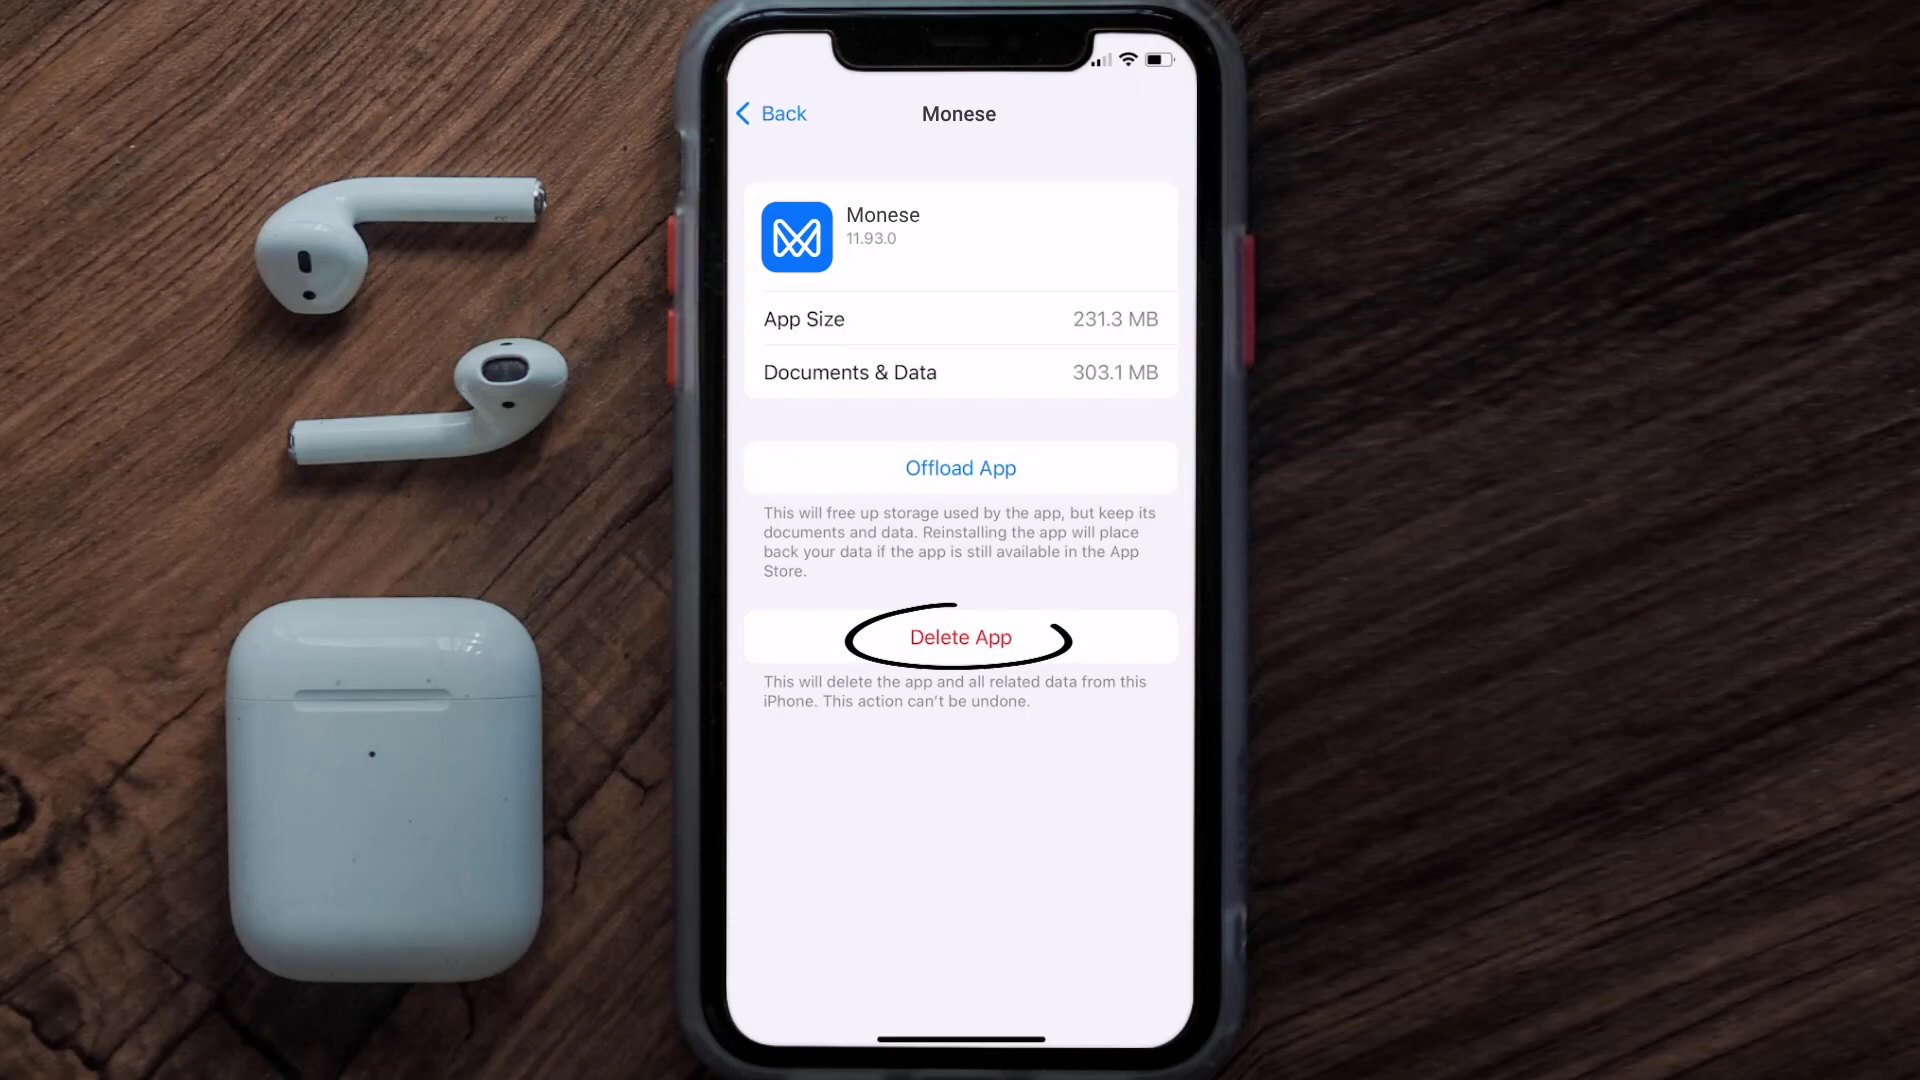 Back
Monese
Monese
11.93.0
App Size 231.3 MB
Documents & Data 303.1 MB
Offload App
This will free up storage used by the app, but keep its
documents and data. Reinstalling the app will place
back your data if the app is still available in the App
Store.
Delete App
This will delete the app and all related data from this
iPhone. This action can’t be undone.